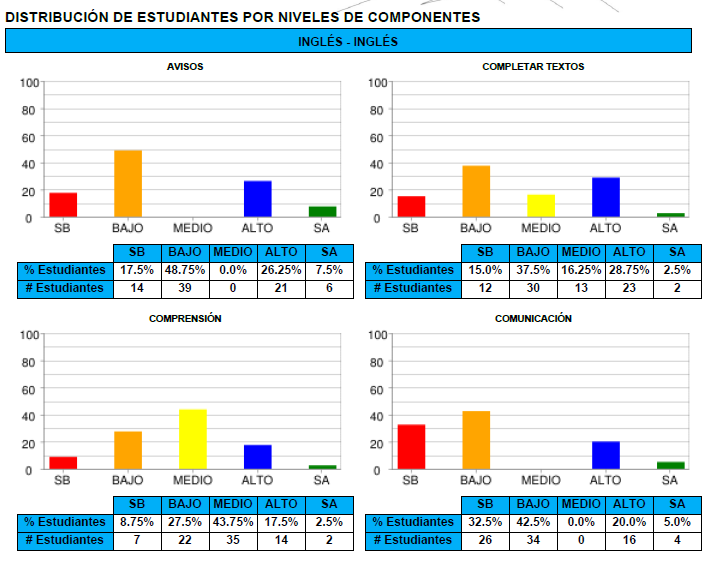 DISTRIBUCIÓN DE ESTUDIANTES POR NIVELES DE COMPONENTES
INGLÉS - INGLÉS
AVISOS
100
80
60
40
20
0
SB BAJO MEDIO ALTO SA
SB BAJO MEDIO ALTO SA
% Estudiantes 17.5% 48.75% 0.0% 26.25% 7.5%
# Estudiantes 14 39 0 21 6
COMPLETAR TEXTOS
100
80
60
40
20
0
SB BAJO MEDIO ALTO SA
SB BAJO MEDIO ALTO SA
% Estudiantes 15.0% 37.5% 16.25% 28.75% 2.5%
# Estudiantes 12 30 13 23 2
COMPRENSIÓN
100
80
60
40
20
0
SB BAJO MEDIO ALTO SA
SB BAJO MEDIO ALTO SA
% Estudiantes 8.75% 27.5% 43.75% 17.5% 2.5%
# Estudiantes 7 22 35 14 2
COMUNICACIÓN
100
80
60
40
20
0
SB BAJO MEDIO ALTO SA
SB BAJO MEDIO ALTO SA
% Estudiantes 32.5% 42.5% 0.0% 20.0% 5.0%
# Estudiantes 26 34 0 16 4